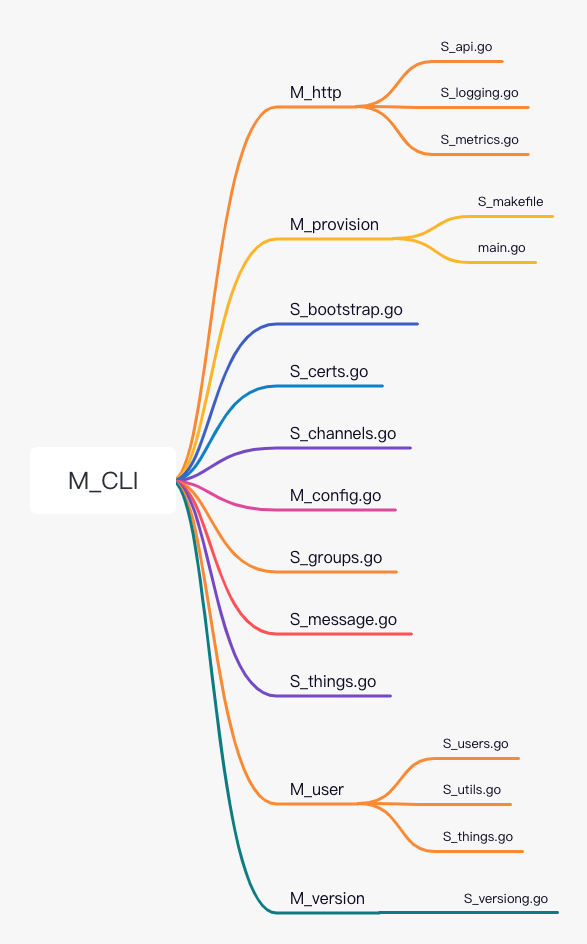 M_CLI
M_http
S_api.go
S_logging.go
S_metrics.go
M_provision
S_makefile
main.go
S_bootstrap.go
S_certs.go
S_channels.go
M_config.go
S_groups.go
S_message.go
S_things.go
M_user
S_users.go
S_utils.go
S_things.go
M_version
S_versiong.go